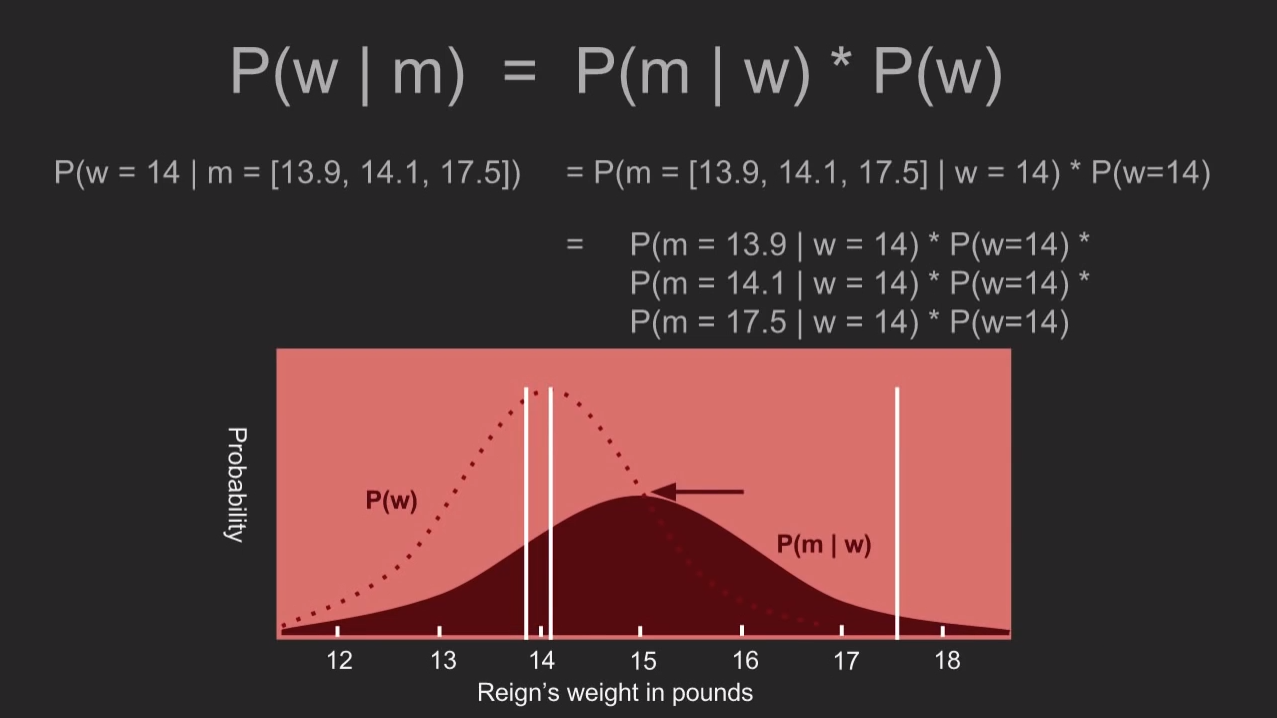 P(w | m) = P(m | w) * P(w)
P(w = 14 | m = [13.9, 14.1, 17.5]) = P(m = [13.9, 14.1, 17.5] | w = 14) * P(w=14)
= P(m = 13.9 | w = 14) * P(w=14) *
P(m = 14.1 | w = 14) * P(w=14) *
P(m = 17.5 | w = 14) * P(w=14)
Probability
P(w)
P(m | w)
12 13 14 15 16 17 18
Reign's weight in pounds